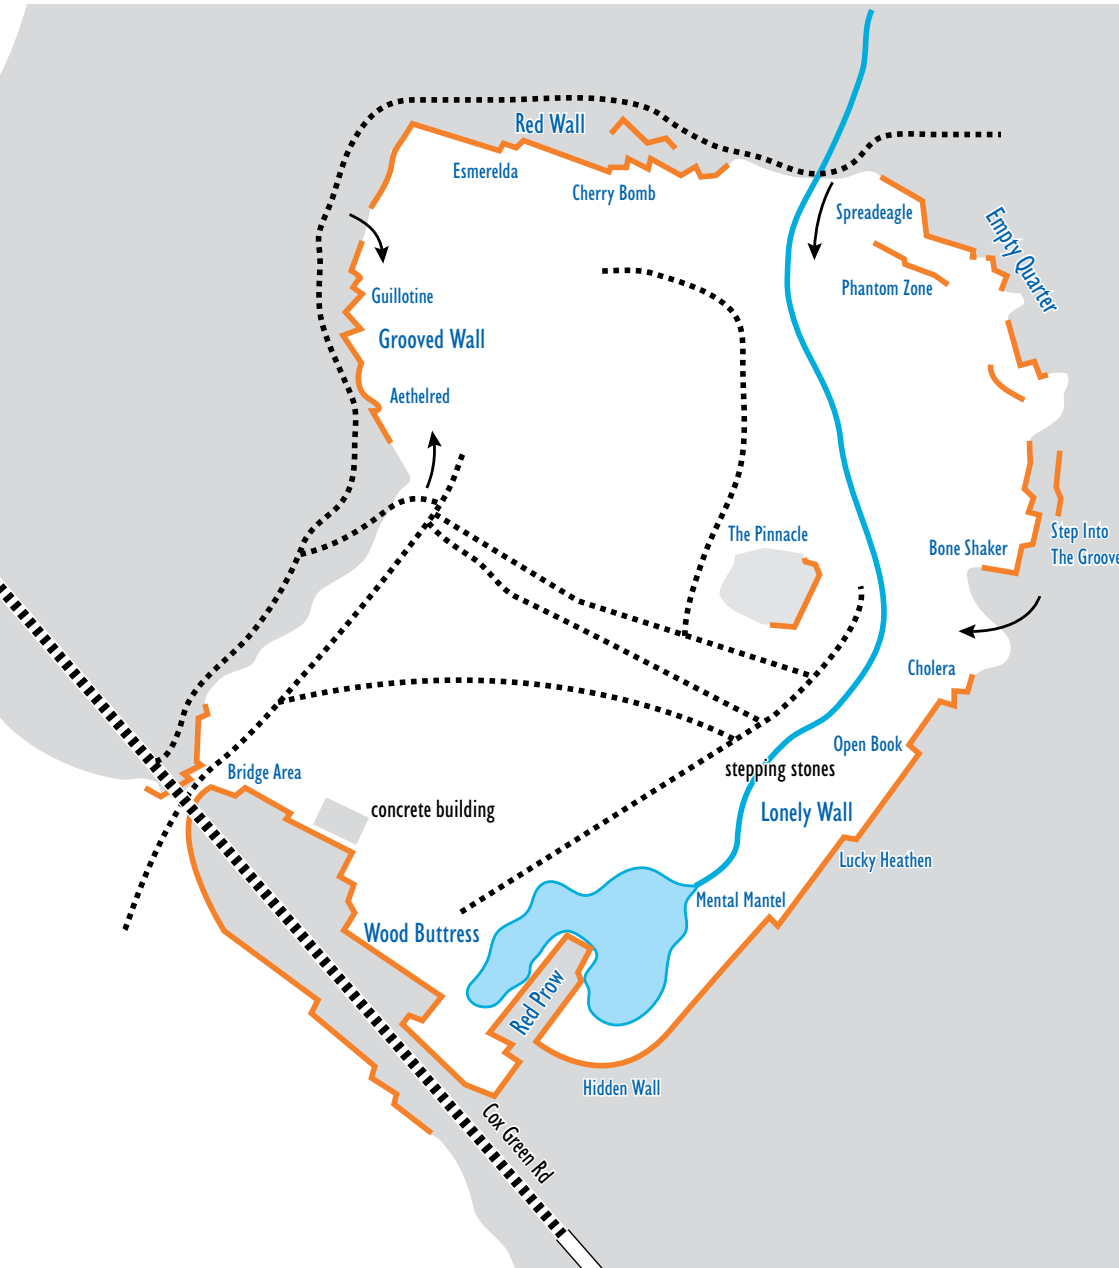 Red Wall
Esmerelda
Cherry Bomb
Spreadeagle
Empty Quarter
Phantom Zone
Guillotine
Grooved Wall
Aethelred
The Pinnacle
Bone Shaker
Step Into
The Groove
Cholera
Open Book
stepping stones
Bridge Area
concrete building
Lonely Wall
Lucky Heathen
Mental Mantel
Wood Buttress
Red Prow
Hidden Wall
Cox Green Rd